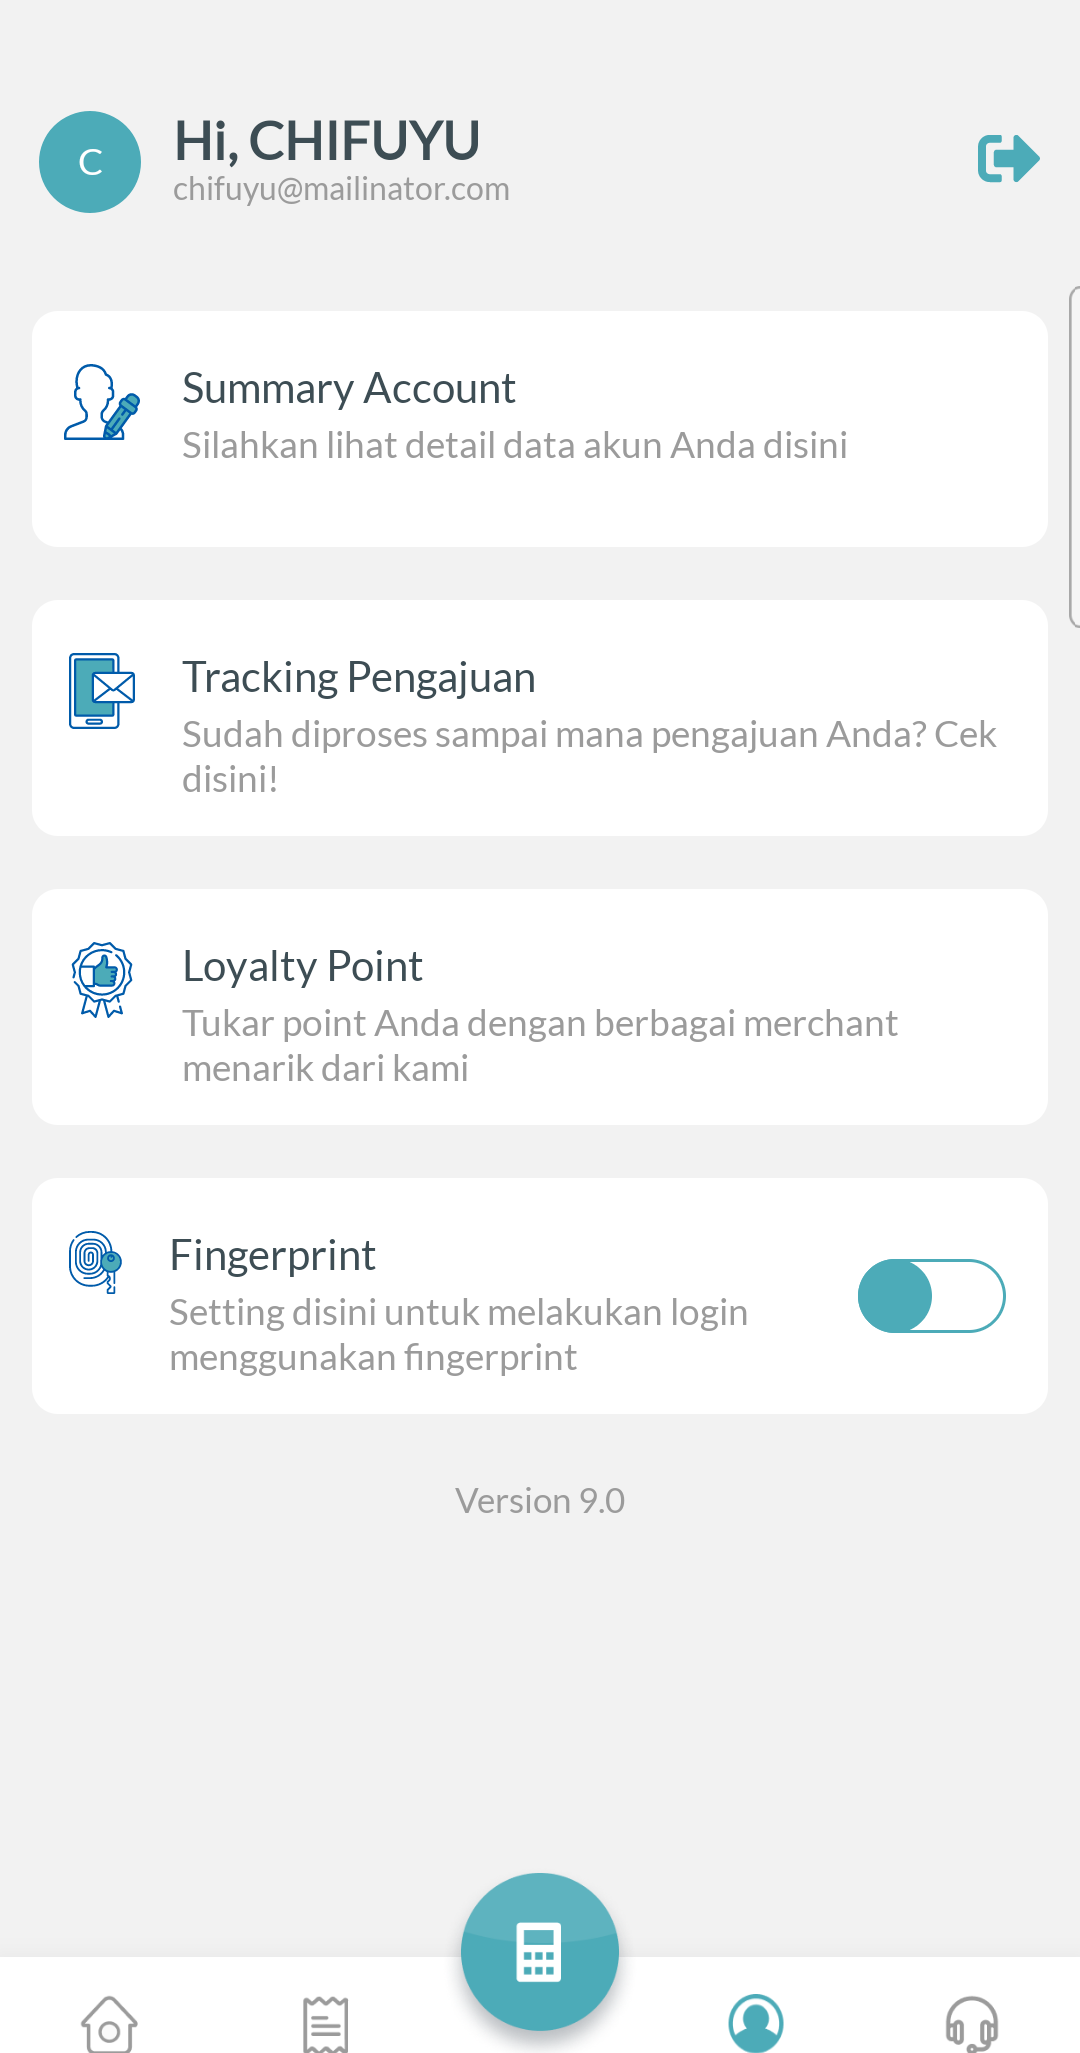 C
Hi, CHIFUYU
chifuyu@mailinator.com
Summary Account
Silahkan lihat detail data akun Anda disini
Tracking Pengajuan
Sudah diproses sampai mana pengajuan Anda? Cek
disini!
Loyalty Point
Tukar point Anda dengan berbagai merchant
menarik dari kami
Fingerprint
Setting disini untuk melakukan login
menggunakan fingerprint
Version 9.0